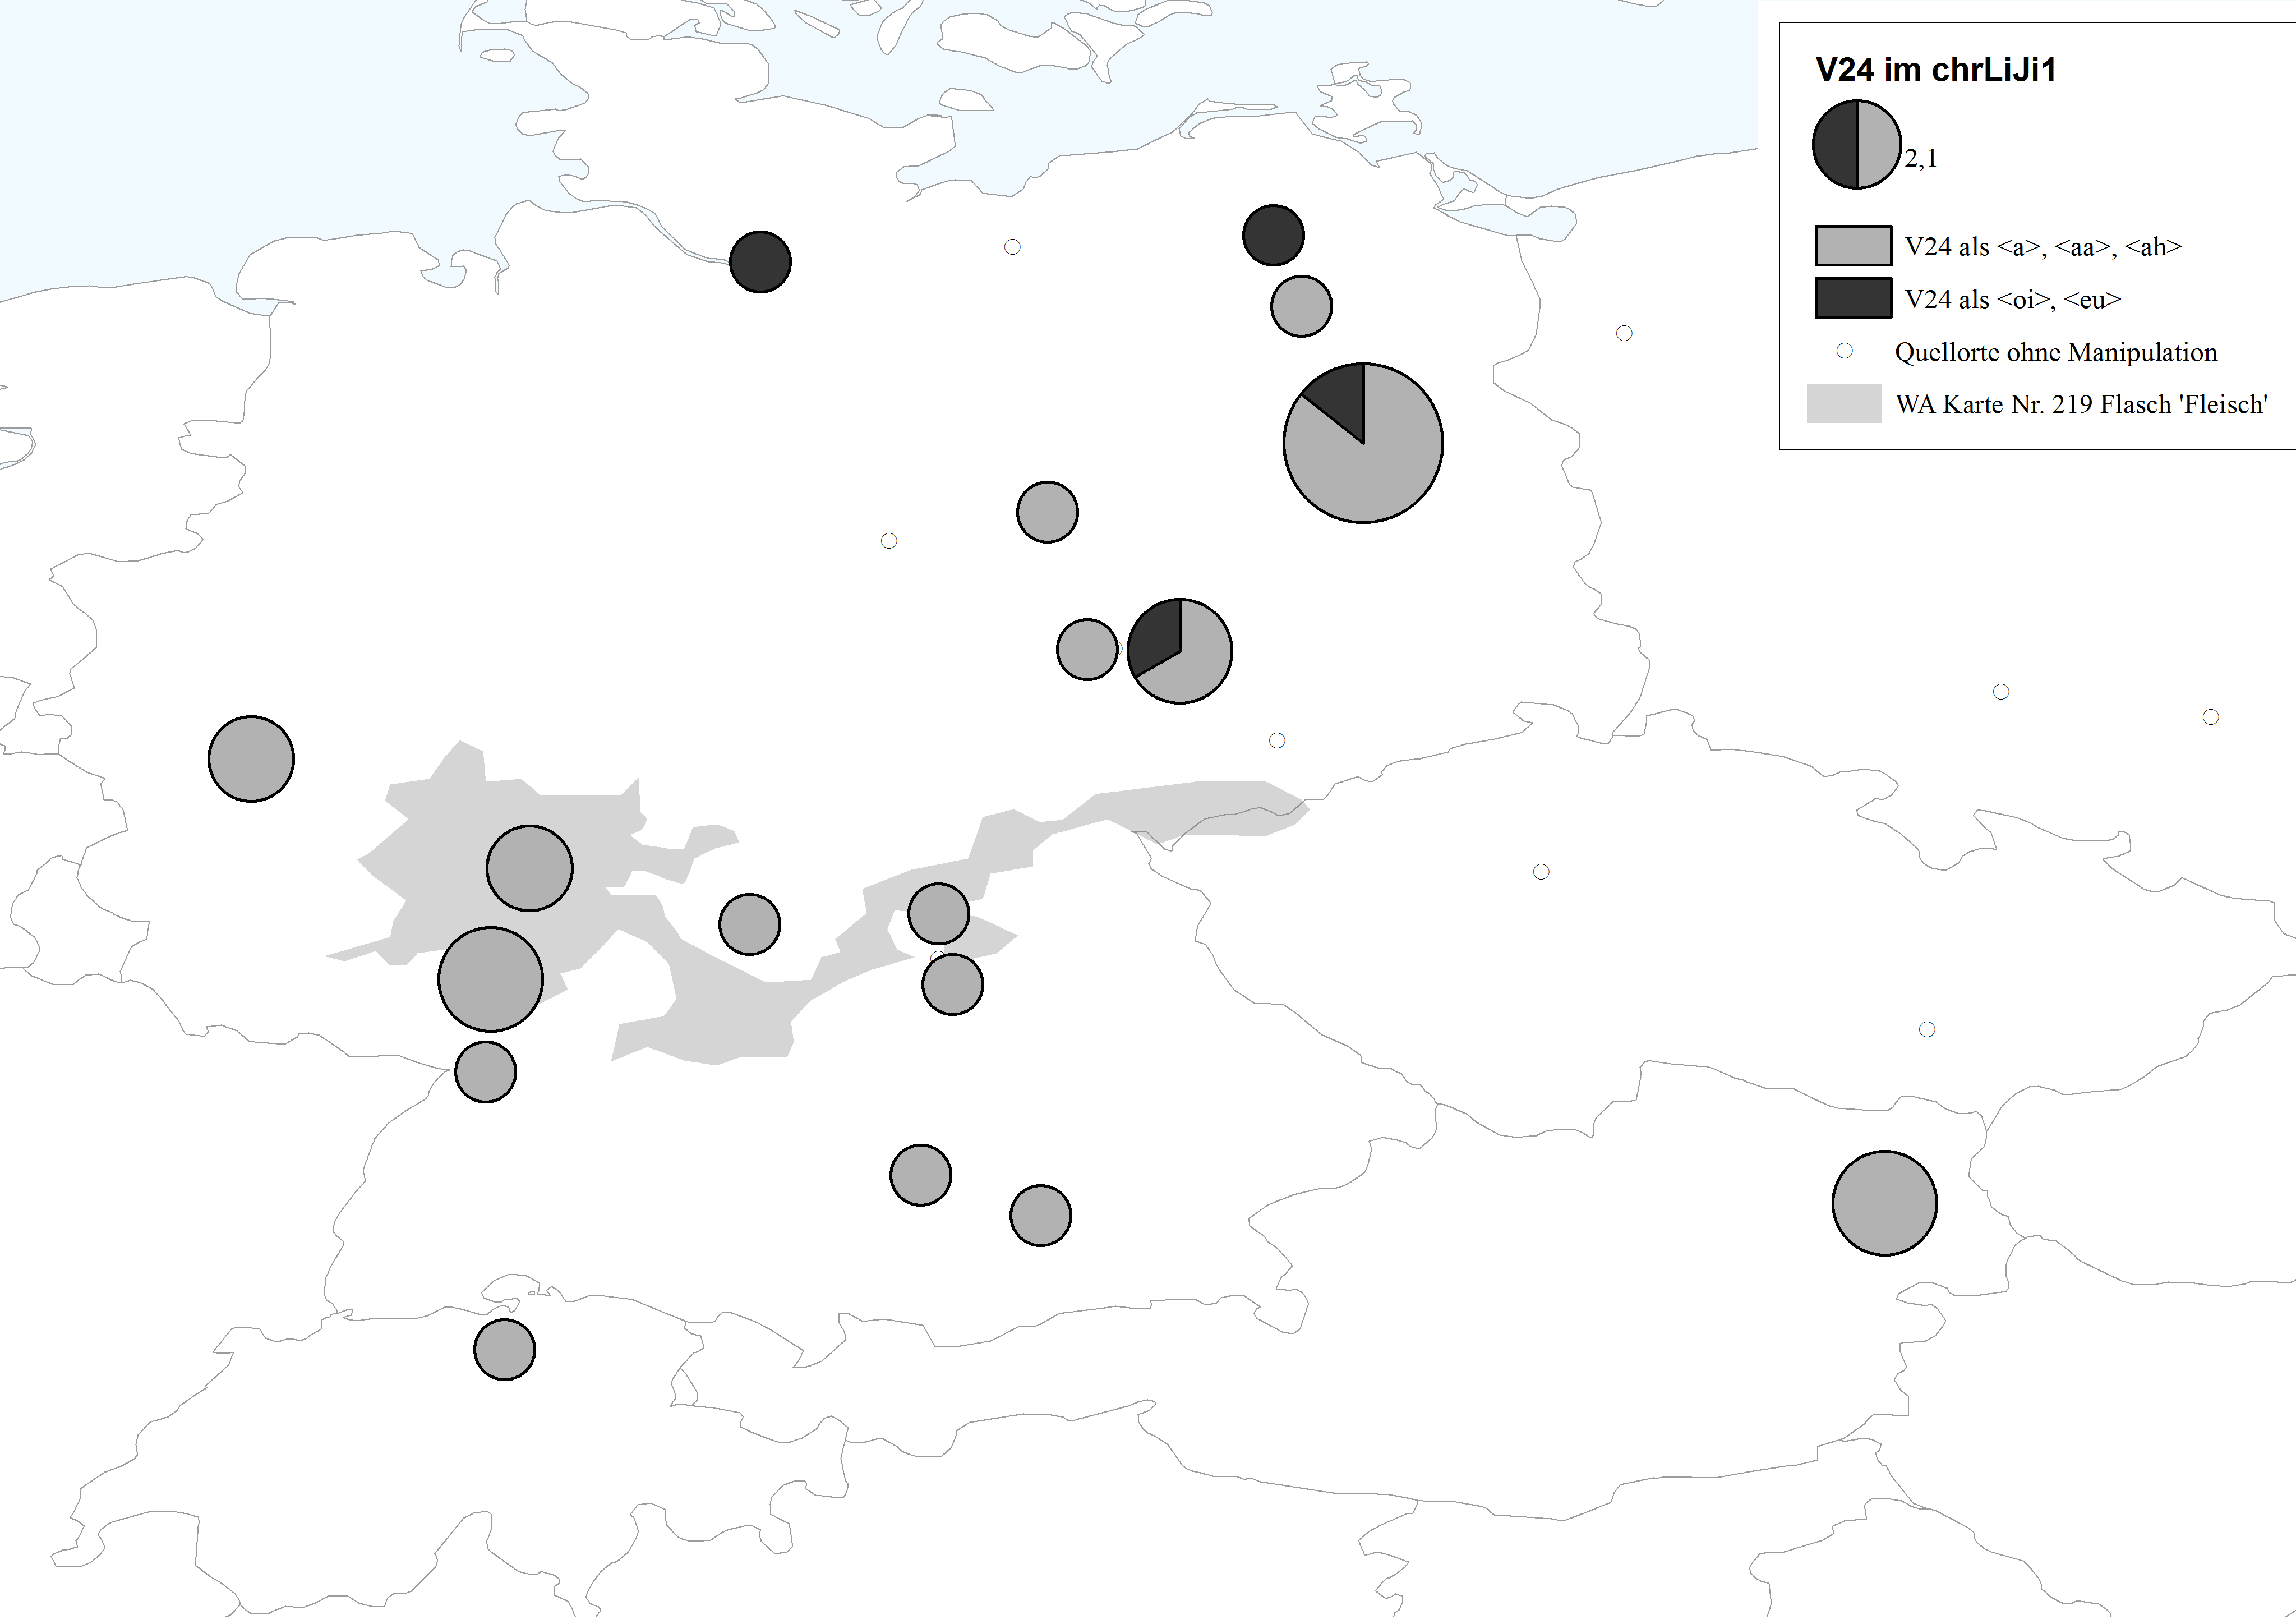 V24 im chrLiJi1
2,1
V24 als <a>, <aa>, <ah>
V24 als <oi>, <eu>
Quellorte ohne Manipulation
WA Karte Nr. 219 Flasch 'Fleisch'